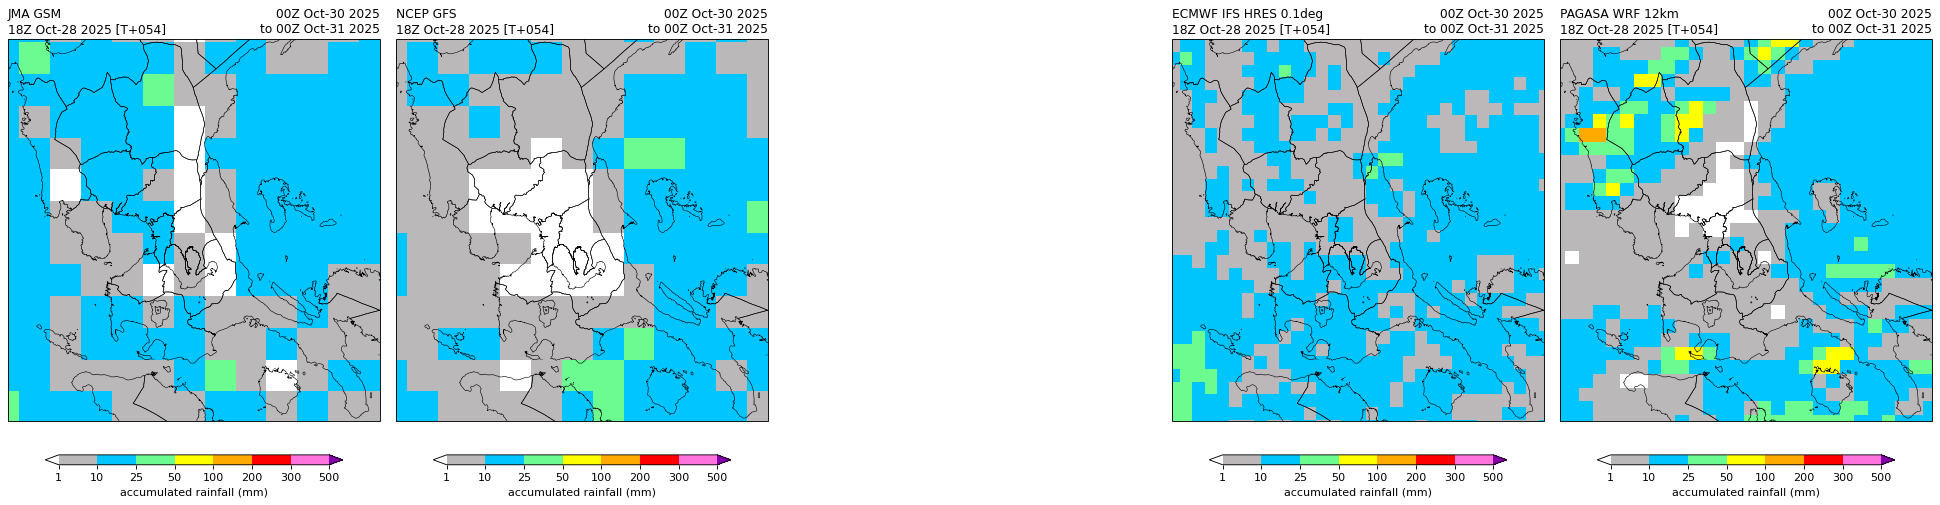 JMA GSM 00Z Oct-30 2025
18Z Oct-28 2025 [T+054] to 00Z Oct-31 2025
1 10 25 50 100 200 300 500
accumulated rainfall (mm)
NCEP GFS 00Z Oct-30 2025
18Z Oct-28 2025 [T+054] to 00Z Oct-31 2025
1 10 25 50 100 200 300 500
accumulated rainfall (mm)
ECMWF IFS HRES 0.1deg 00Z Oct-30 2025
18Z Oct-28 2025 [T+054] to 00Z Oct-31 2025
1 10 25 50 100 200 300 500
accumulated rainfall (mm)
PAGASA WRF 12km 00Z Oct-30 2025
18Z Oct-28 2025 [T+054] to 00Z Oct-31 2025
1 10 25 50 100 200 300 500
accumulated rainfall (mm)